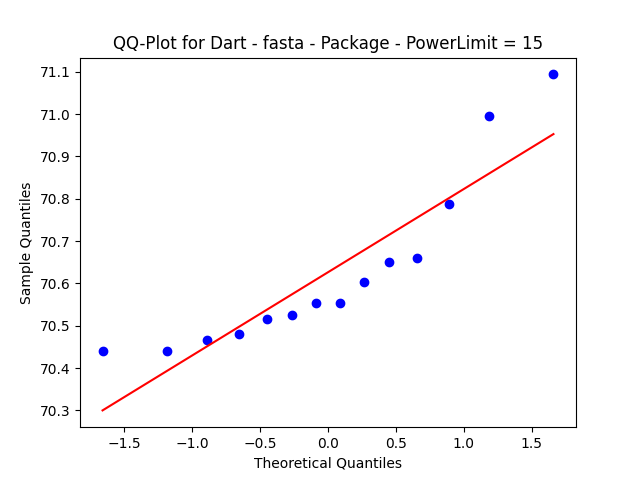 QQ-Plot for Dart - fasta - Package - PowerLimit = 15
71.1
71.0
70.9
70.8
70.7
70.6
70.5
70.4
70.3
Sample Quantiles
−1.5 −1.0 −0.5 0.0 0.5 1.0 1.5
Theoretical Quantiles